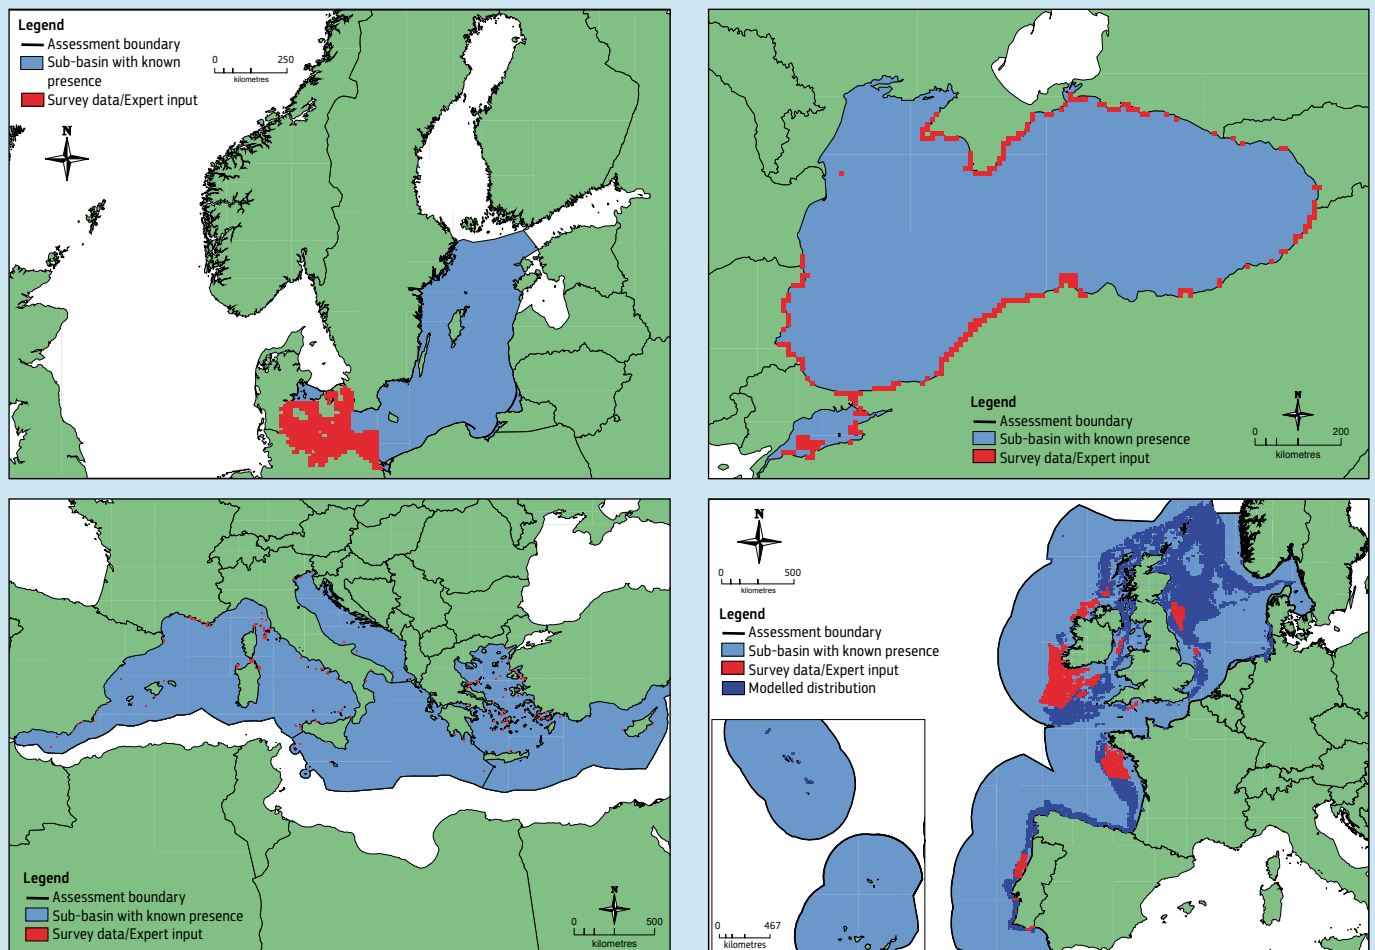 Legend
Assessment boundary
Sub-basin with known
presence
Survey data/Expert input
0 250
kilometres
N
Legend
Assessment boundary
Sub-basin with known presence
Survey data/Expert input
N
0 200
kilometres
Legend
Assessment boundary
Sub-basin with known presence
Survey data/Expert input
N
0 500
kilometres
N
0 500
kilometres
Legend
Assessment boundary
Sub-basin with known presence
Survey data/Expert input
Modelled distribution
0 467
kilometres